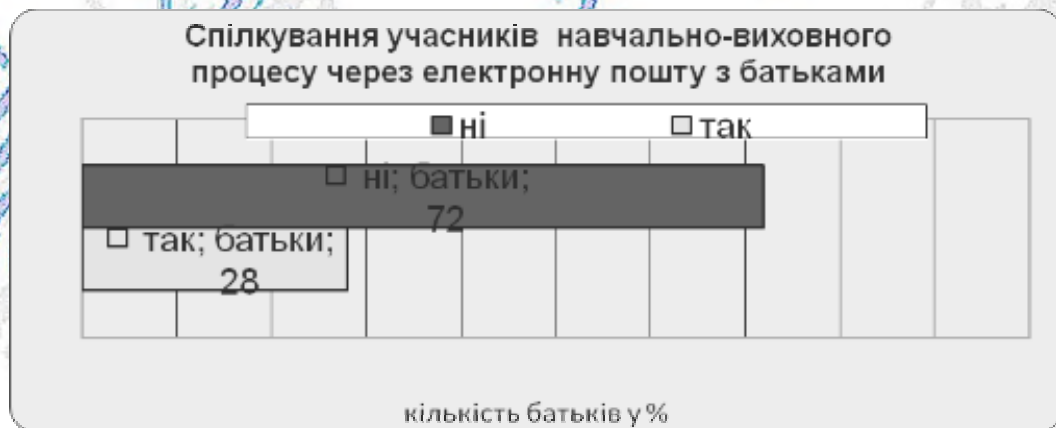 Спілкування учасників навчально-виховного
процесу через електронну пошту з батьками
ні так
ні; батьки;
72
так; батьки;
28
кількість батьків у %